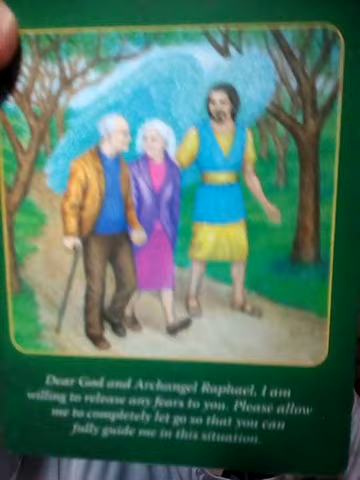 Dear God and Archangel Raphael, I am
willing to release any fears to you. Please allow
me to completely let go so that you can
fully guide me in this situation.